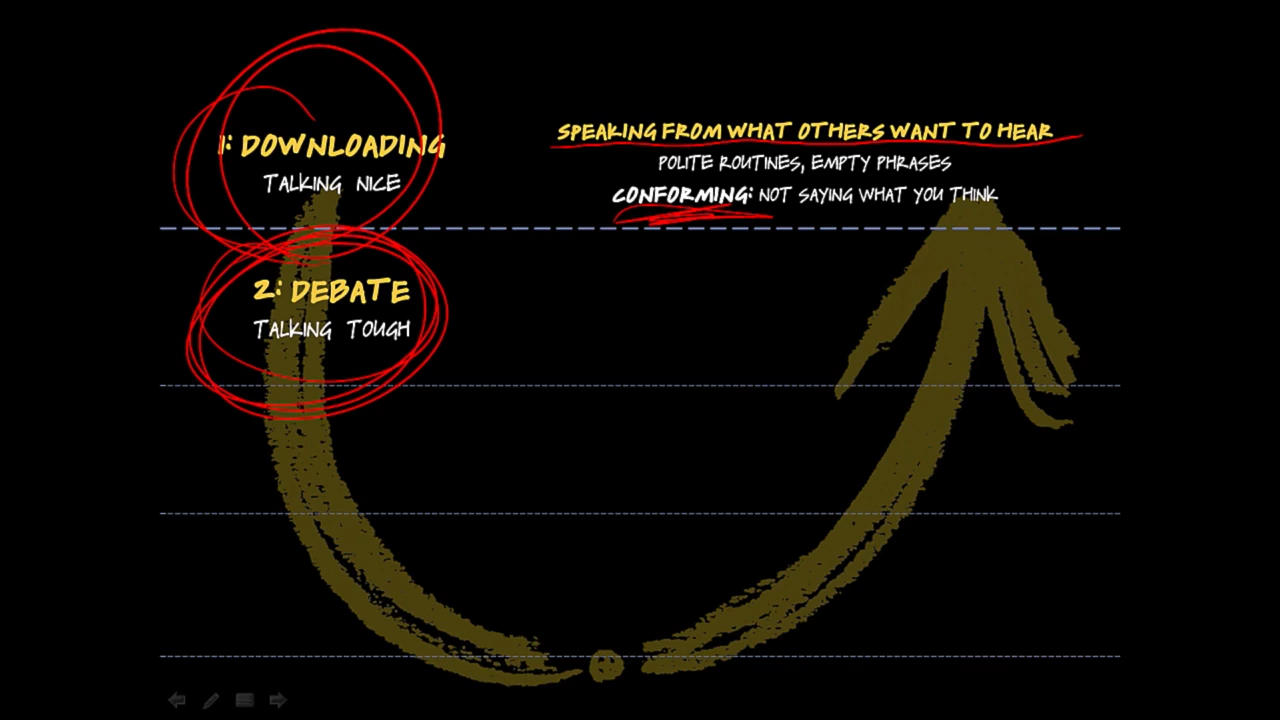 1: DOWNLOADING
TALKING NICE
SPEAKING FROM WHAT OTHERS WANT TO HEAR
POLITE ROUTINES, EMPTY PHRASES
CONFORMING: NOT SAYING WHAT YOU THINK
2: DEBATE
TALKING TOUGH